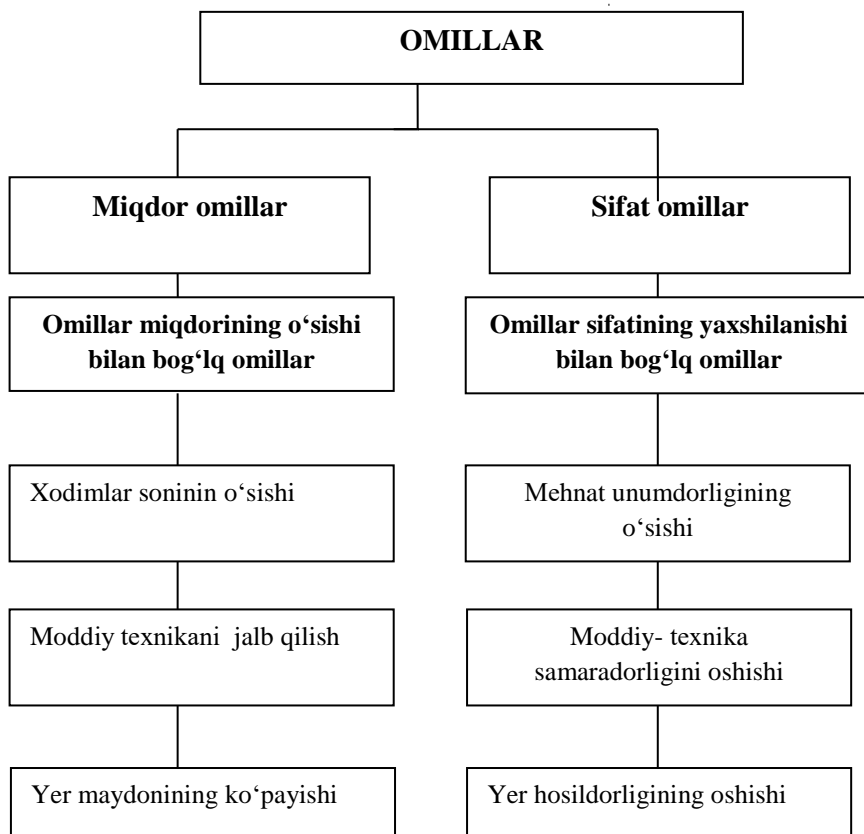 OMILLAR
Miqdor omillar
Sifat omillar
Omillar miqdorining o‘sishi
bilan bog‘lq omillar
Omillar sifatining yaxshilanishi
bilan bog‘lq omillar
Xodimlar soninin o‘sishi
Mehnat unumdorligining
o‘sishi
Moddiy texnikani jalb qilish
Moddiy- texnika
samaradorligini oshishi
Yer maydonining ko‘payishi
Yer hosildorligining oshishi